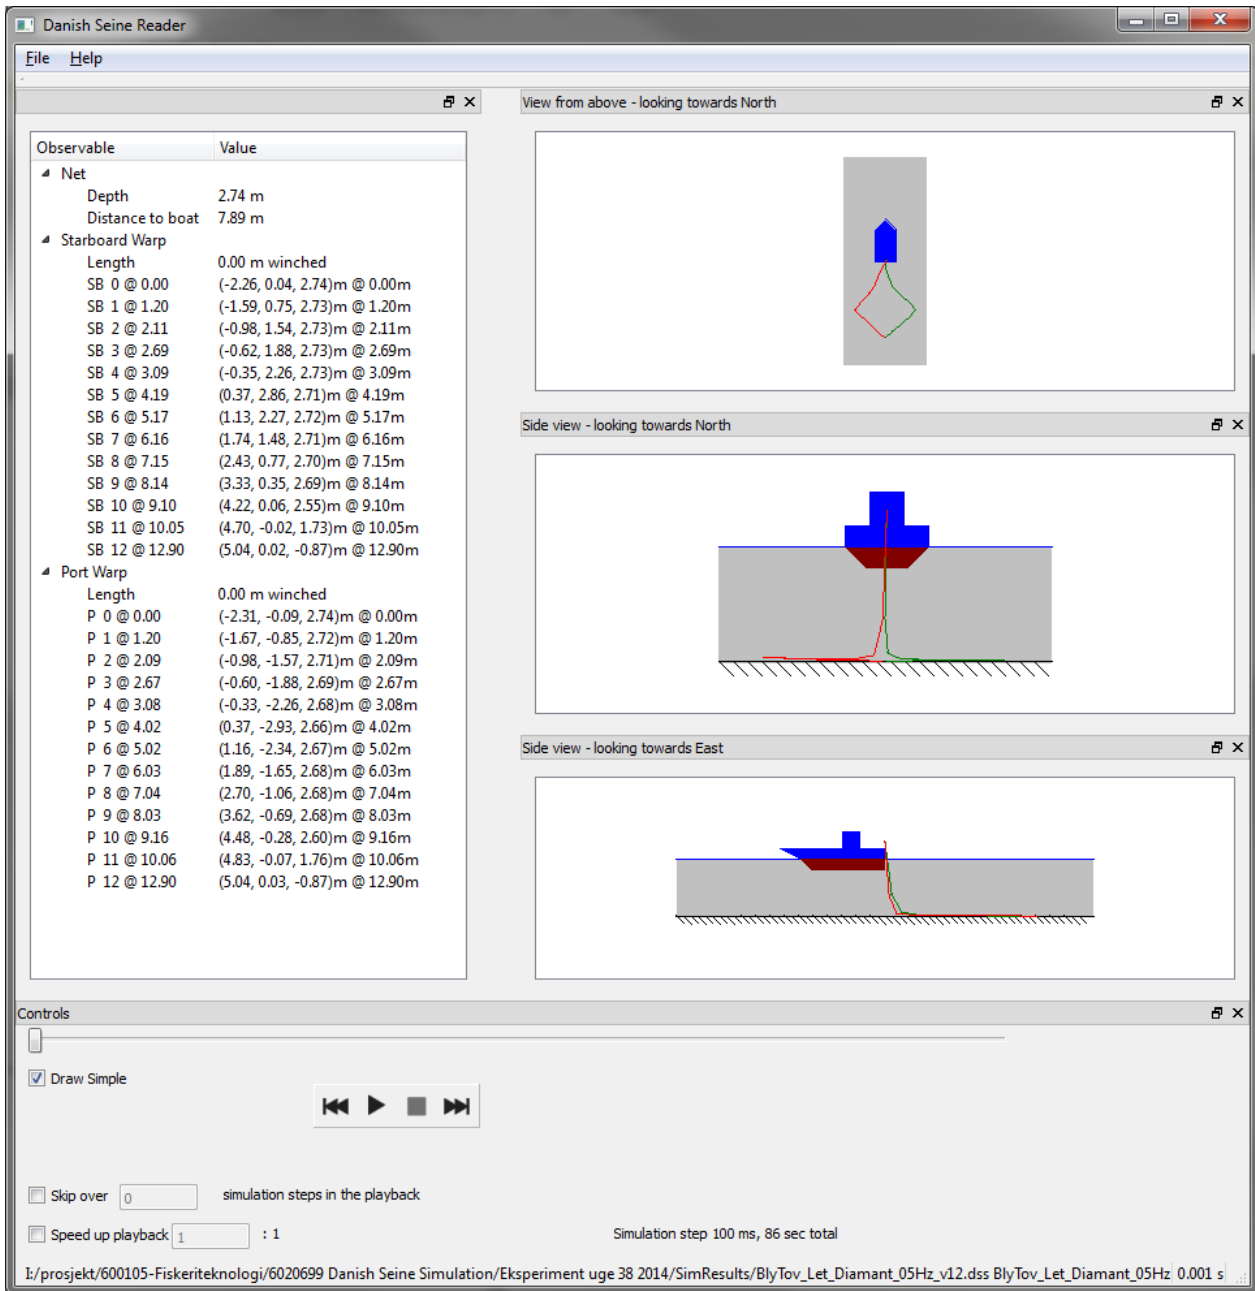 Danish Seine Reader
File Help
View from above - looking towards North
Observable Value
Net
Depth 2.74 m
Distance to boat 7.89 m
Starboard Warp
Length 0.00 m winched
SB 0 @ 0.00 (-2.26, 0.04, 2.74)m @ 0.00m
SB 1 @ 1.20 (-1.59, 0.75, 2.73)m @ 1.20m
SB 2 @ 2.11 (-0.98, 1.54, 2.73)m @ 2.11m
SB 3 @ 2.69 (-0.62, 1.88, 2.73)m @ 2.69m
SB 4 @ 3.09 (-0.35, 2.26, 2.73)m @ 3.09m
SB 5 @ 4.19 (0.37, 2.86, 2.71)m @ 4.19m
SB 6 @ 5.17 (1.13, 2.27, 2.72)m @ 5.17m
SB 7 @ 6.16 (1.74, 1.48, 2.71)m @ 6.16m
SB 8 @ 7.15 (2.43, 0.77, 2.70)m @ 7.15m
SB 9 @ 8.14 (3.33, 0.35, 2.69)m @ 8.14m
SB 10 @ 9.10 (4.22, 0.06, 2.55)m @ 9.10m
SB 11 @ 10.05 (4.70, -0.02, 1.73)m @ 10.05m
SB 12 @ 12.90 (5.04, 0.02, -0.87)m @ 12.90m
Port Warp
Length 0.00 m winched
P 0 @ 0.00 (-2.31, -0.09, 2.74)m @ 0.00m
P 1 @ 1.20 (-1.67, -0.85, 2.72)m @ 1.20m
P 2 @ 2.09 (-0.98, -1.57, 2.71)m @ 2.09m
P 3 @ 2.67 (-0.60, -1.88, 2.69)m @ 2.67m
P 4 @ 3.08 (-0.33, -2.26, 2.68)m @ 3.08m
P 5 @ 4.02 (0.37, -2.93, 2.66)m @ 4.02m
P 6 @ 5.02 (1.16, -2.34, 2.67)m @ 5.02m
P 7 @ 6.03 (1.89, -1.65, 2.68)m @ 6.03m
P 8 @ 7.04 (2.70, -1.06, 2.68)m @ 7.04m
P 9 @ 8.03 (3.62, -0.69, 2.68)m @ 8.03m
P 10 @ 9.16 (4.48, -0.28, 2.60)m @ 9.16m
P 11 @ 10.06 (4.83, -0.07, 1.76)m @ 10.06m
P 12 @ 12.90 (5.04, 0.03, -0.87)m @ 12.90m
Side view - looking towards North
Side view - looking towards East
Controls
Draw Simple
Skip over 0 simulation steps in the playback
Speed up playback 1 : 1 Simulation step 100 ms, 86 sec total
I:/prosjekt/600105-Fiskeriteknologi/6020699 Danish Seine Simulation/Eksperiment uge 38 2014/SimResults/BlyTov_Let_Diamant_05Hz_v12.dss BlyTov_Let_Diamant_05Hz 0.001 s